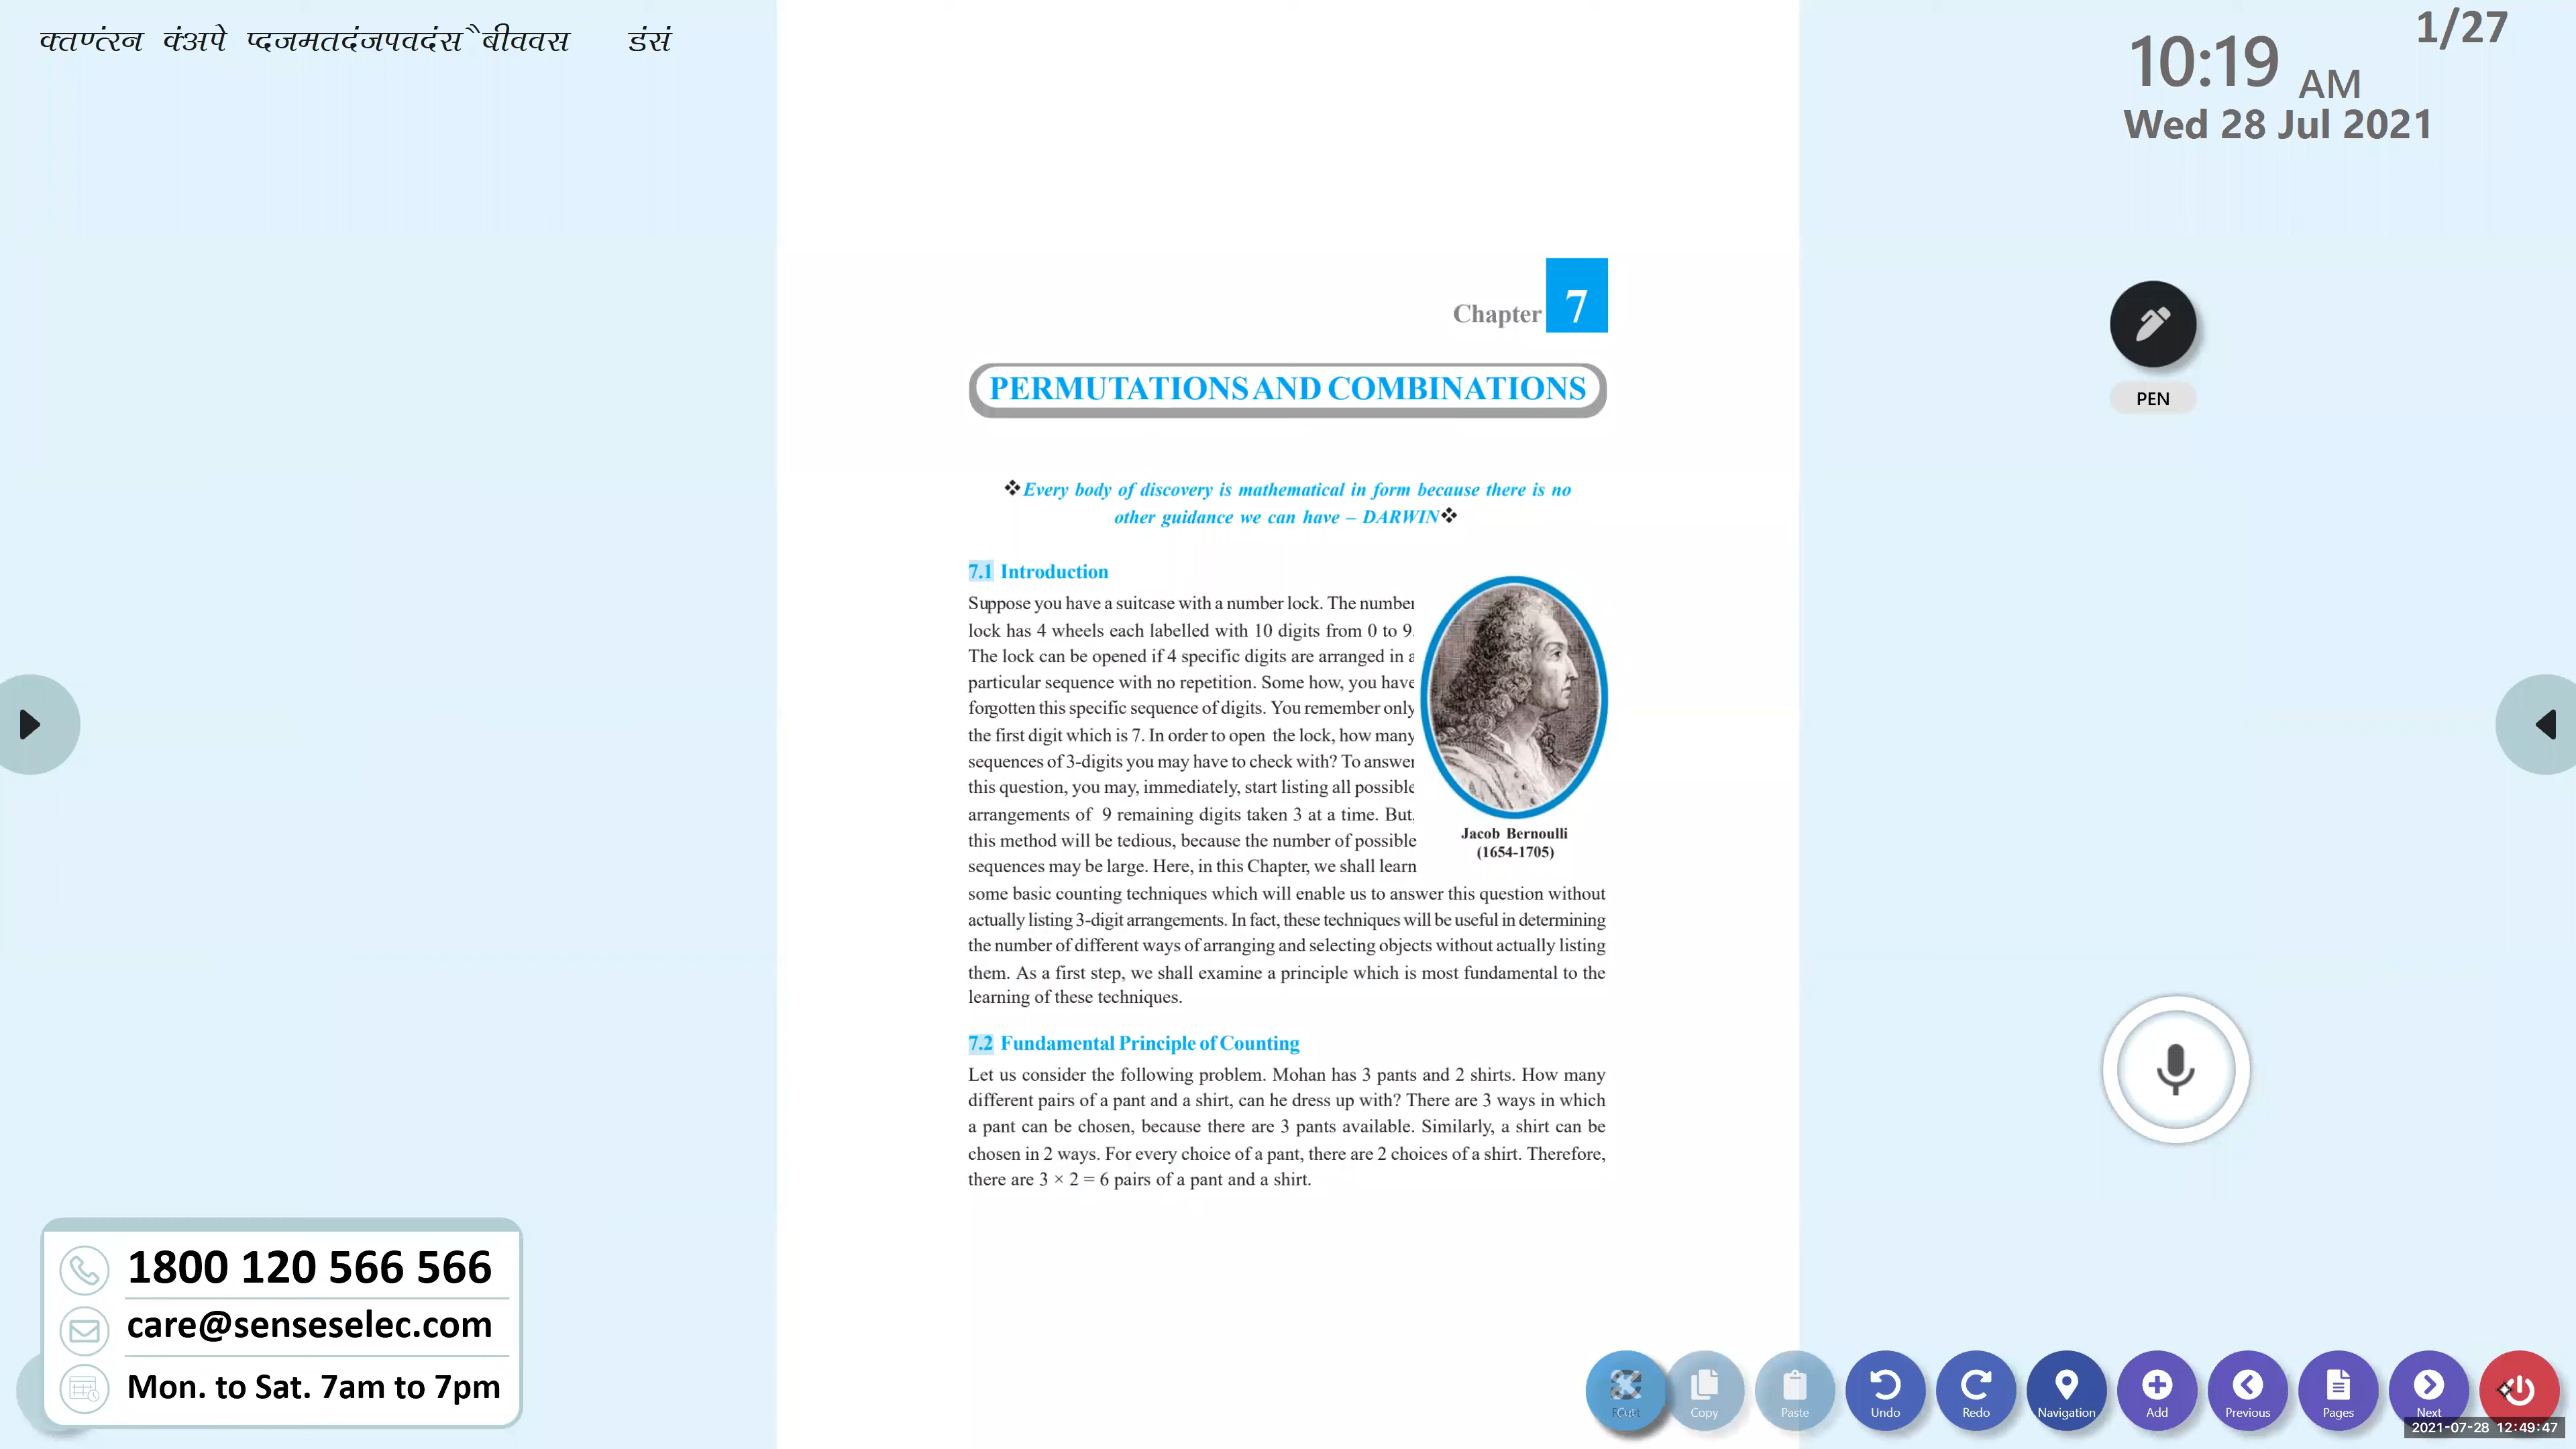 क्तण्त्ंरन क्ंअपे प्दजमतदंजपवदंस ैबीववस डंसं
1/27
10:19 AM
Wed 28 Jul 2021
PEN
Chapter 7
PERMUTATIONS AND COMBINATIONS
❖Every body of discovery is mathematical in form because there is no
other guidance we can have – DARWIN❖
7.1 Introduction
Suppose you have a suitcase with a number lock. The number
lock has 4 wheels each labelled with 10 digits from 0 to 9.
The lock can be opened if 4 specific digits are arranged in a
particular sequence with no repetition. Some how, you have
forgotten this specific sequence of digits. You remember only
the first digit which is 7. In order to open the lock, how many
sequences of 3-digits you may have to check with? To answer
this question, you may, immediately, start listing all possible
arrangements of 9 remaining digits taken 3 at a time. But,
this method will be tedious, because the number of possible
sequences may be large. Here, in this Chapter, we shall learn
some basic counting techniques which will enable us to answer this question without
actually listing 3-digit arrangements. In fact, these techniques will be useful in determining
the number of different ways of arranging and selecting objects without actually listing
them. As a first step, we shall examine a principle which is most fundamental to the
learning of these techniques.
Jacob Bernoulli
(1654-1705)
7.2 Fundamental Principle of Counting
Let us consider the following problem. Mohan has 3 pants and 2 shirts. How many
different pairs of a pant and a shirt, can he dress up with? There are 3 ways in which
a pant can be chosen, because there are 3 pants available. Similarly, a shirt can be
chosen in 2 ways. For every choice of a pant, there are 2 choices of a shirt. Therefore,
there are 3 × 2 = 6 pairs of a pant and a shirt.
1800 120 566 566
care@senseselec.com
Mon. to Sat. 7am to 7pm
Cut Copy Paste Undo Redo Navigation Add Previous Pages Next
2021-07-28 12:49:47